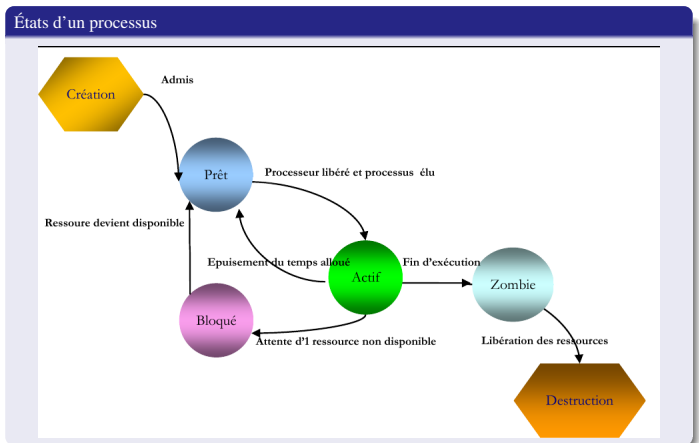 États d'un processus
Création
Admis
Prêt
Processeur libéré et processus élu
Ressoure devient disponible
Epuisement du temps alloué
Fin d'exécution
Actif
Zombie
Bloqué
Attente d'1 ressource non disponible
Libération des ressources
Destruction